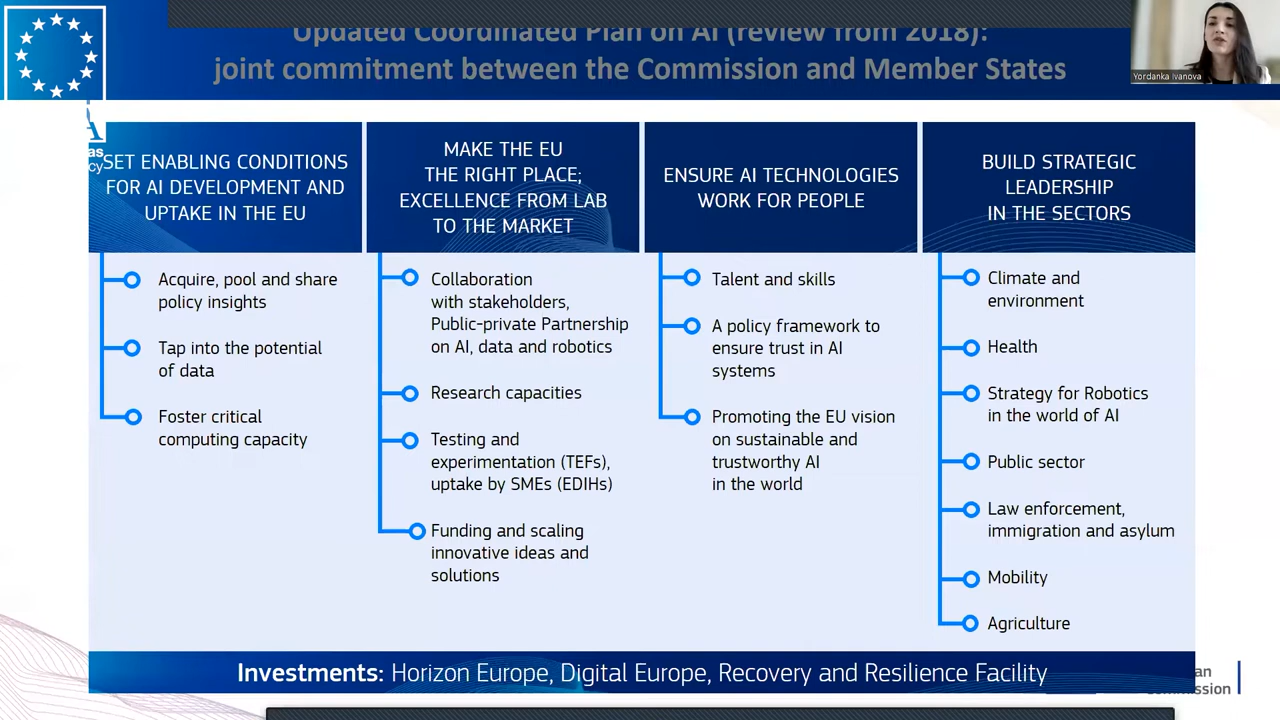 Updated Coordinated Plan on AI (review from 2018):
joint commitment between the Commission and Member States
Yordanka Ivanova
SET ENABLING CONDITIONS
FOR AI DEVELOPMENT AND
UPTAKE IN THE EU
Acquire, pool and share
policy insights
Tap into the potential
of data
Foster critical
computing capacity
MAKE THE EU
THE RIGHT PLACE;
EXCELLENCE FROM LAB
TO THE MARKET
Collaboration
with stakeholders,
Public-private Partnership
on AI, data and robotics
Research capacities
Testing and
experimentation (TEFs),
uptake by SMEs (EDIHs)
Funding and scaling
innovative ideas and
solutions
ENSURE AI TECHNOLOGIES
WORK FOR PEOPLE
Talent and skills
A policy framework to
ensure trust in AI
systems
Promoting the EU vision
on sustainable and
trustworthy AI
in the world
BUILD STRATEGIC
LEADERSHIP
IN THE SECTORS
Climate and
environment
Health
Strategy for Robotics
in the world of AI
Public sector
Law enforcement,
immigration and asylum
Mobility
Agriculture
Investments: Horizon Europe, Digital Europe, Recovery and Resilience Facility